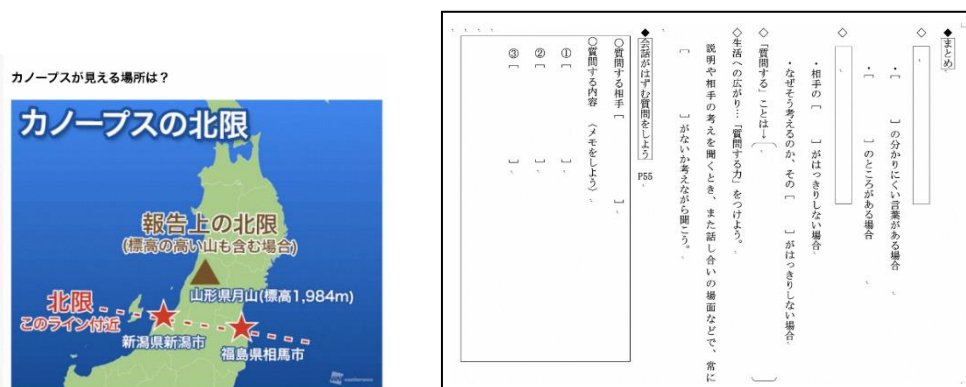 カノープスが見える場所は？
カノープスの北限
報告上の北限
(標高の高い山も含む場合)
山形県月山(標高1,984m)
北限
このライン付近
新潟県新潟市
福島県相馬市
◆まとめ
◇
・[ ]の分かりにくい言葉がある場合
・[ ]のところがある場合
◇
・相手の[ ]がはっきりしない場合
・なぜそう考えるのか、その[ ]がはっきりしない場合
◇「質問する」ことは→
◇生活への広がり…「質問する力」をつけよう。
説明や相手の考えを聞くとき、また話し合いの場面などで、常に
[ ]がないか考えながら聞こう。
◆会話がはずむ質問をしよう P55
○質問する相手[ ]
○質問する内容 〈メモをしよう〉
①[ ]
②[ ]
③[ ]